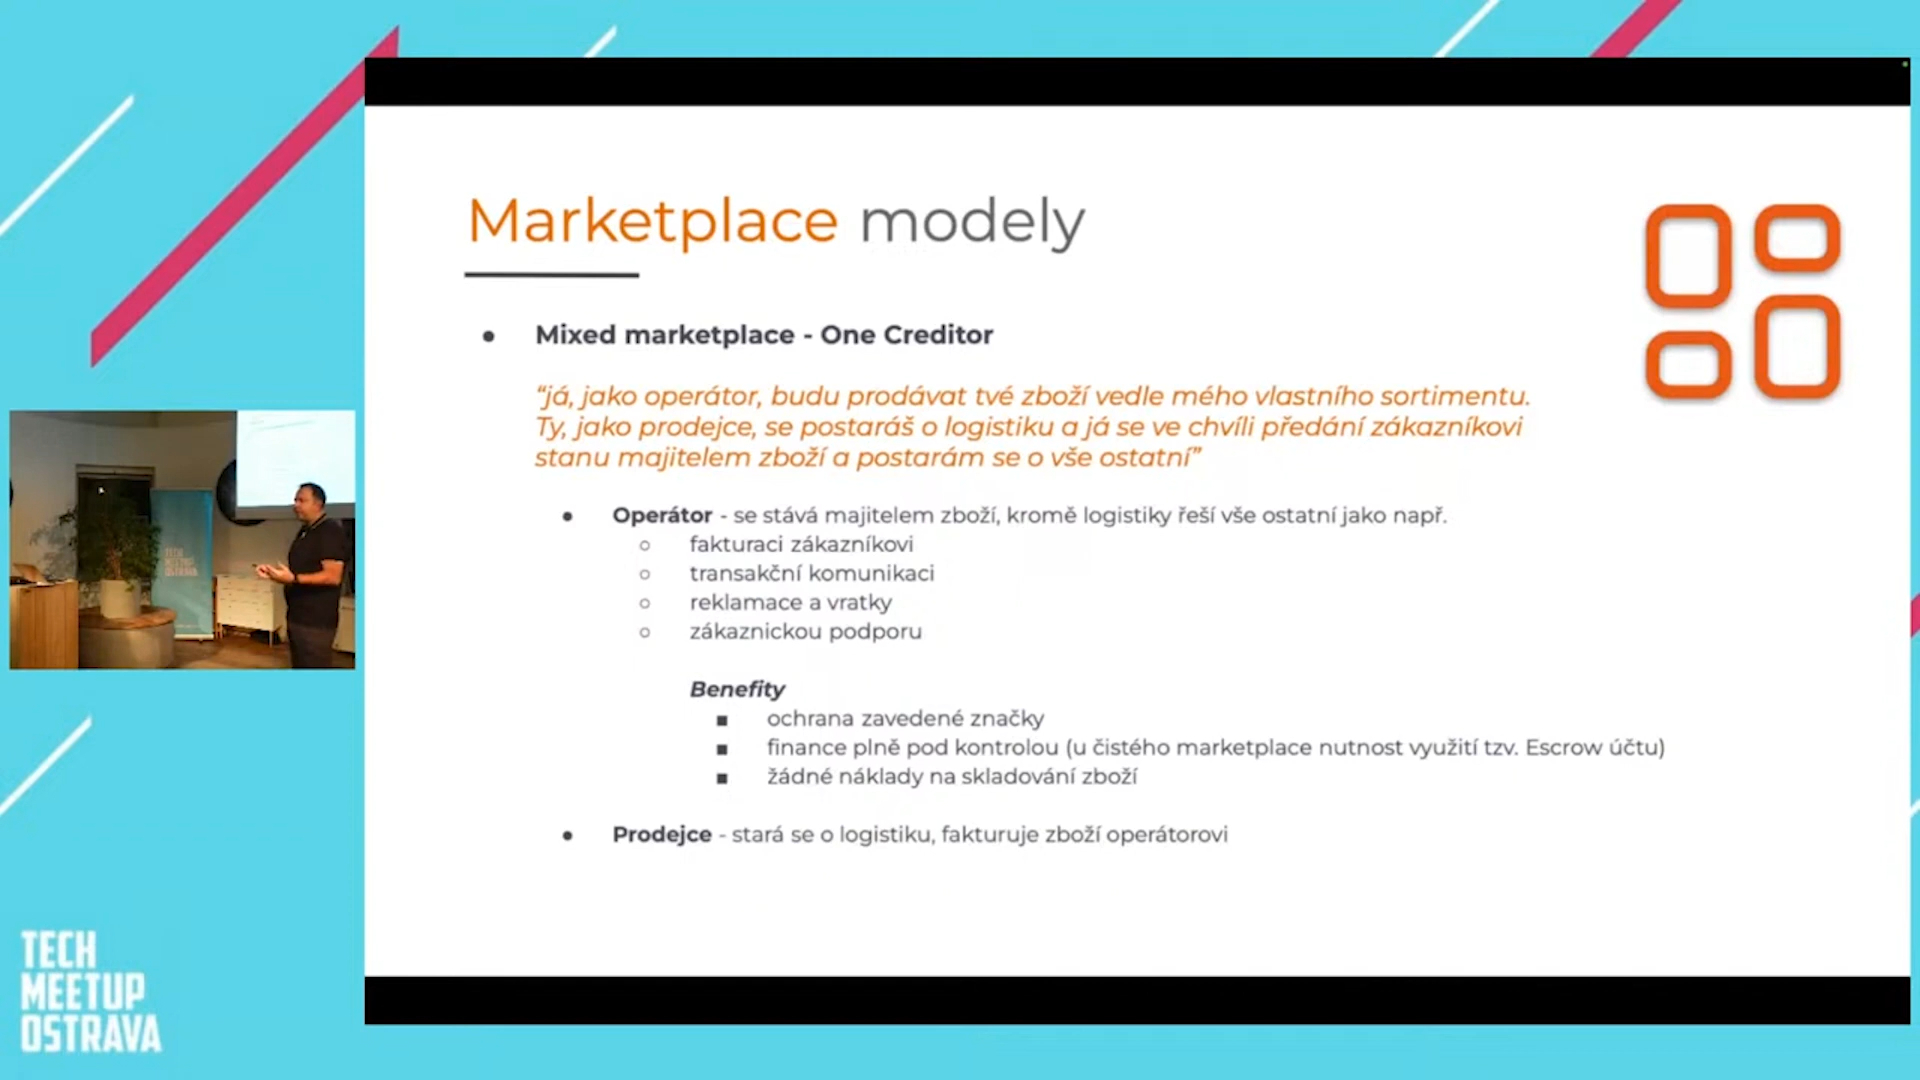 Marketplace modely
● Mixed marketplace - One Creditor
“já, jako operátor, budu prodávat tvé zboží vedle mého vlastního sortimentu.
Ty, jako prodejce, se postaráš o logistiku a já se ve chvíli předání zákazníkovi
stanu majitelem zboží a postarám se o vše ostatní”
● Operátor - se stává majitelem zboží, kromě logistiky řeší vše ostatní jako např.
○ fakturaci zákazníkovi
○ transakční komunikaci
○ reklamace a vratky
○ zákaznickou podporu
Benefity
■ ochrana zavedené značky
■ finance plně pod kontrolou (u čistého marketplace nutnost využití tzv. Escrow účtu)
■ žádné náklady na skladování zboží
● Prodejce - stará se o logistiku, fakturuje zboží operátorovi
TECH
MEETUP
OSTRAVA
TECH
MEETUP
OSTRAVA